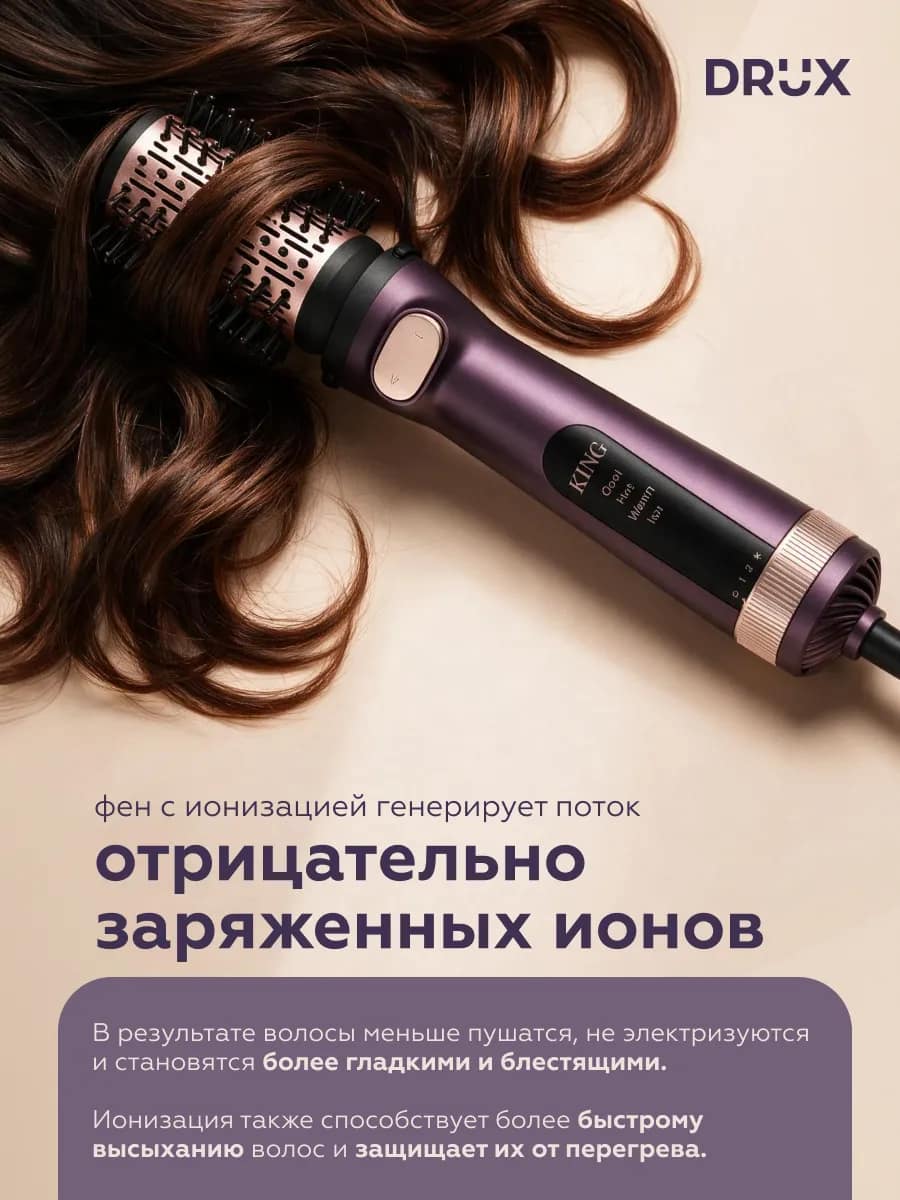 DRUX
KING
Cool
Hot
Warm
фен с ионизацией генерирует поток
отрицательно
заряженных ионов
В результате волосы меньше пушатся, не электризуются
и становятся более гладкими и блестящими.
Ионизация также способствует более быстрому
высыханию волос и защищает их от перегрева.